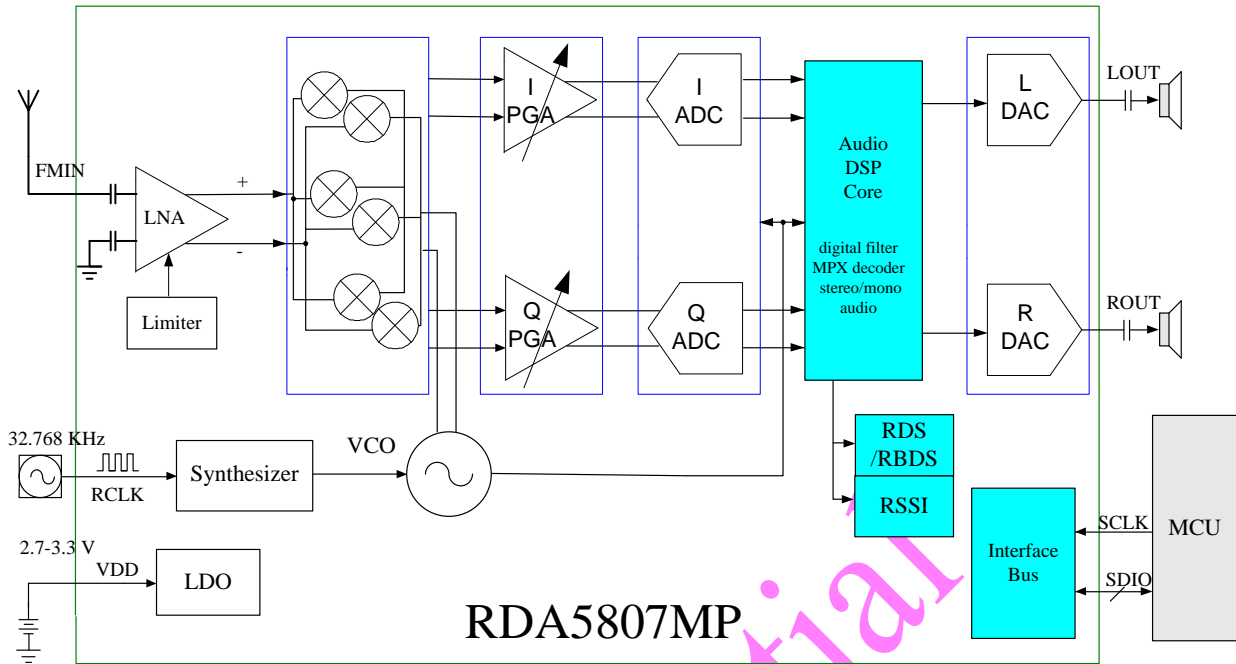 FMIN
LNA
+
-
Limiter
I
PGA
I
ADC
Q
PGA
Q
ADC
Audio
DSP
Core
digital filter
MPX decoder
stereo/mono
audio
L
DAC
LOUT
R
DAC
ROUT
32.768 KHz
RCLK
Synthesizer
VCO
RDS
/RBDS
RSSI
2.7-3.3 V
VDD
LDO
Interface
Bus
SCLK
SDIO
MCU
RDA5807MP
tial